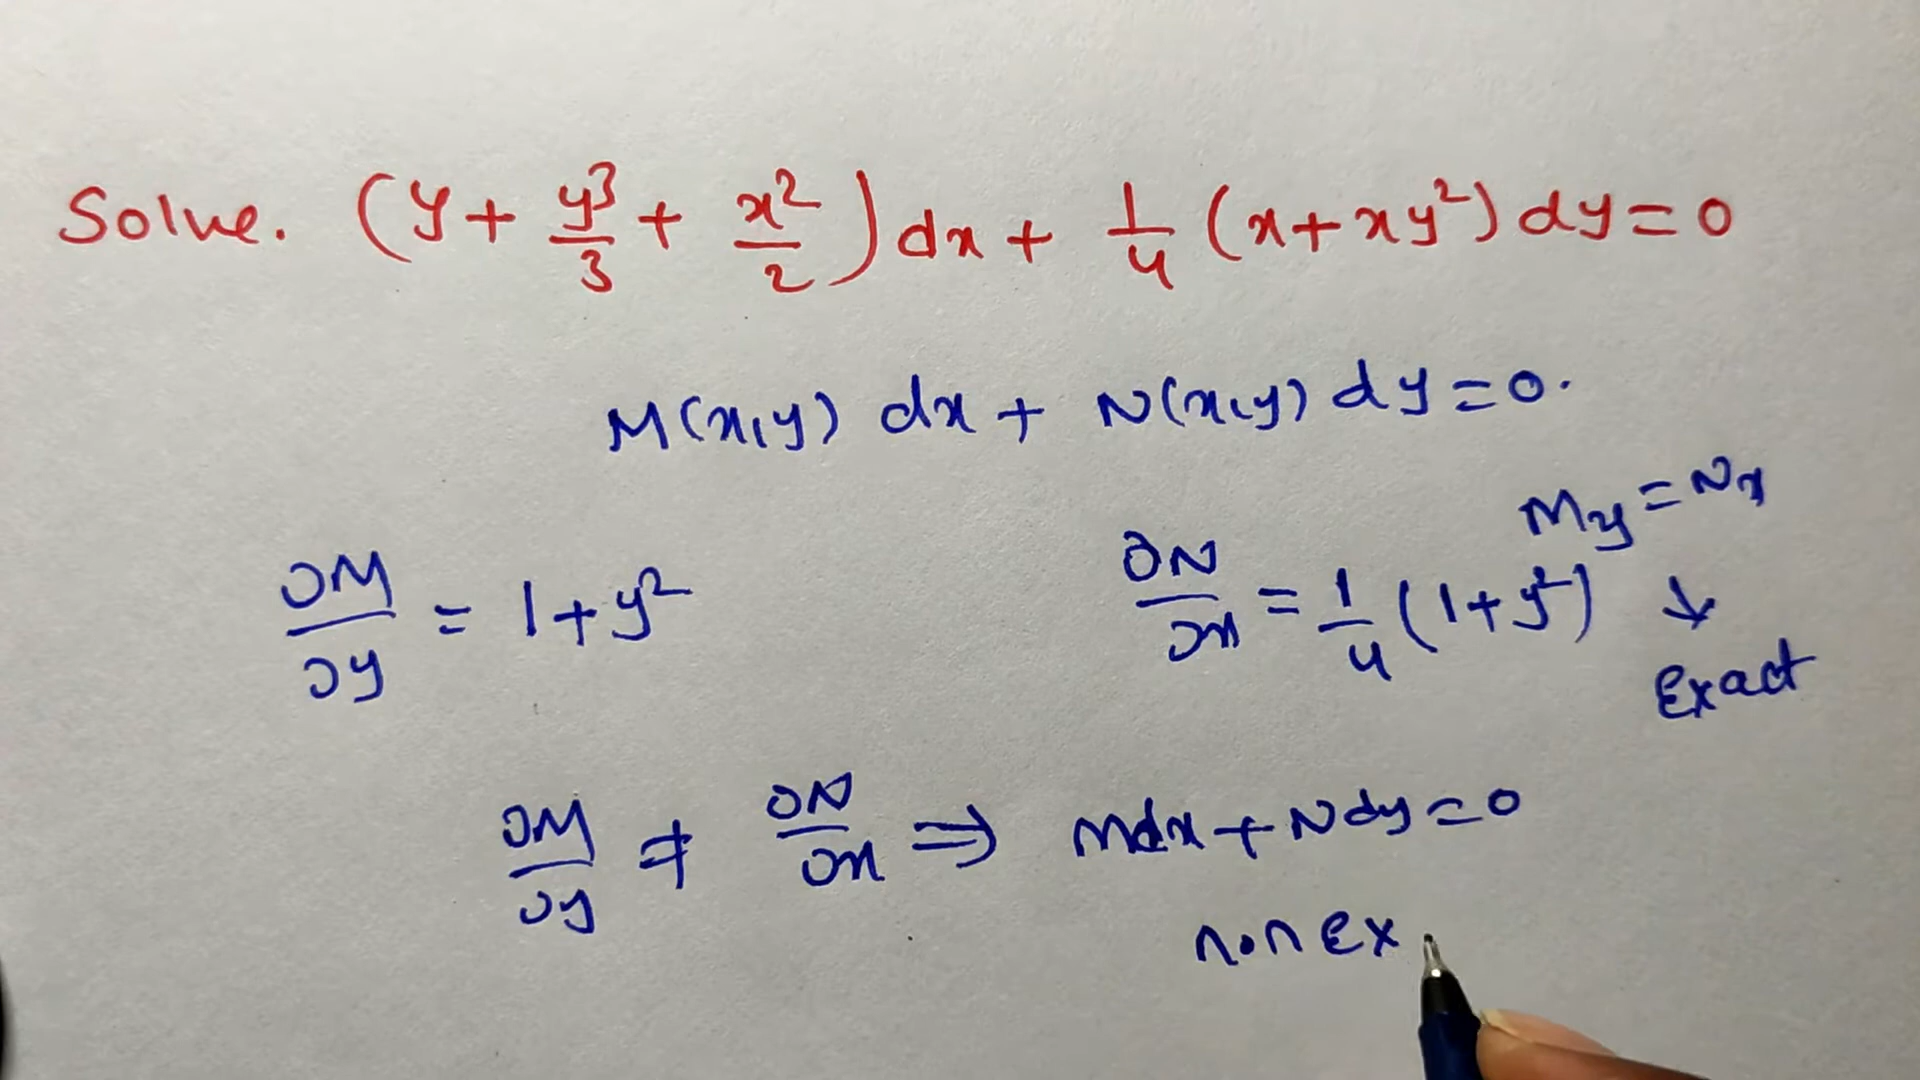 Solve. (y + y³/3 + x²/2) dx + 1/4 (x + xy²) dy = 0
M(x,y) dx + N(x,y) dy = 0.
My = Nx
∂M/∂y = 1 + y²
∂N/∂x = 1/4 (1 + y²)
↓
Exact
∂M/∂y ≠ ∂N/∂x ⇒ Mdx + Ndy = 0
non Ex